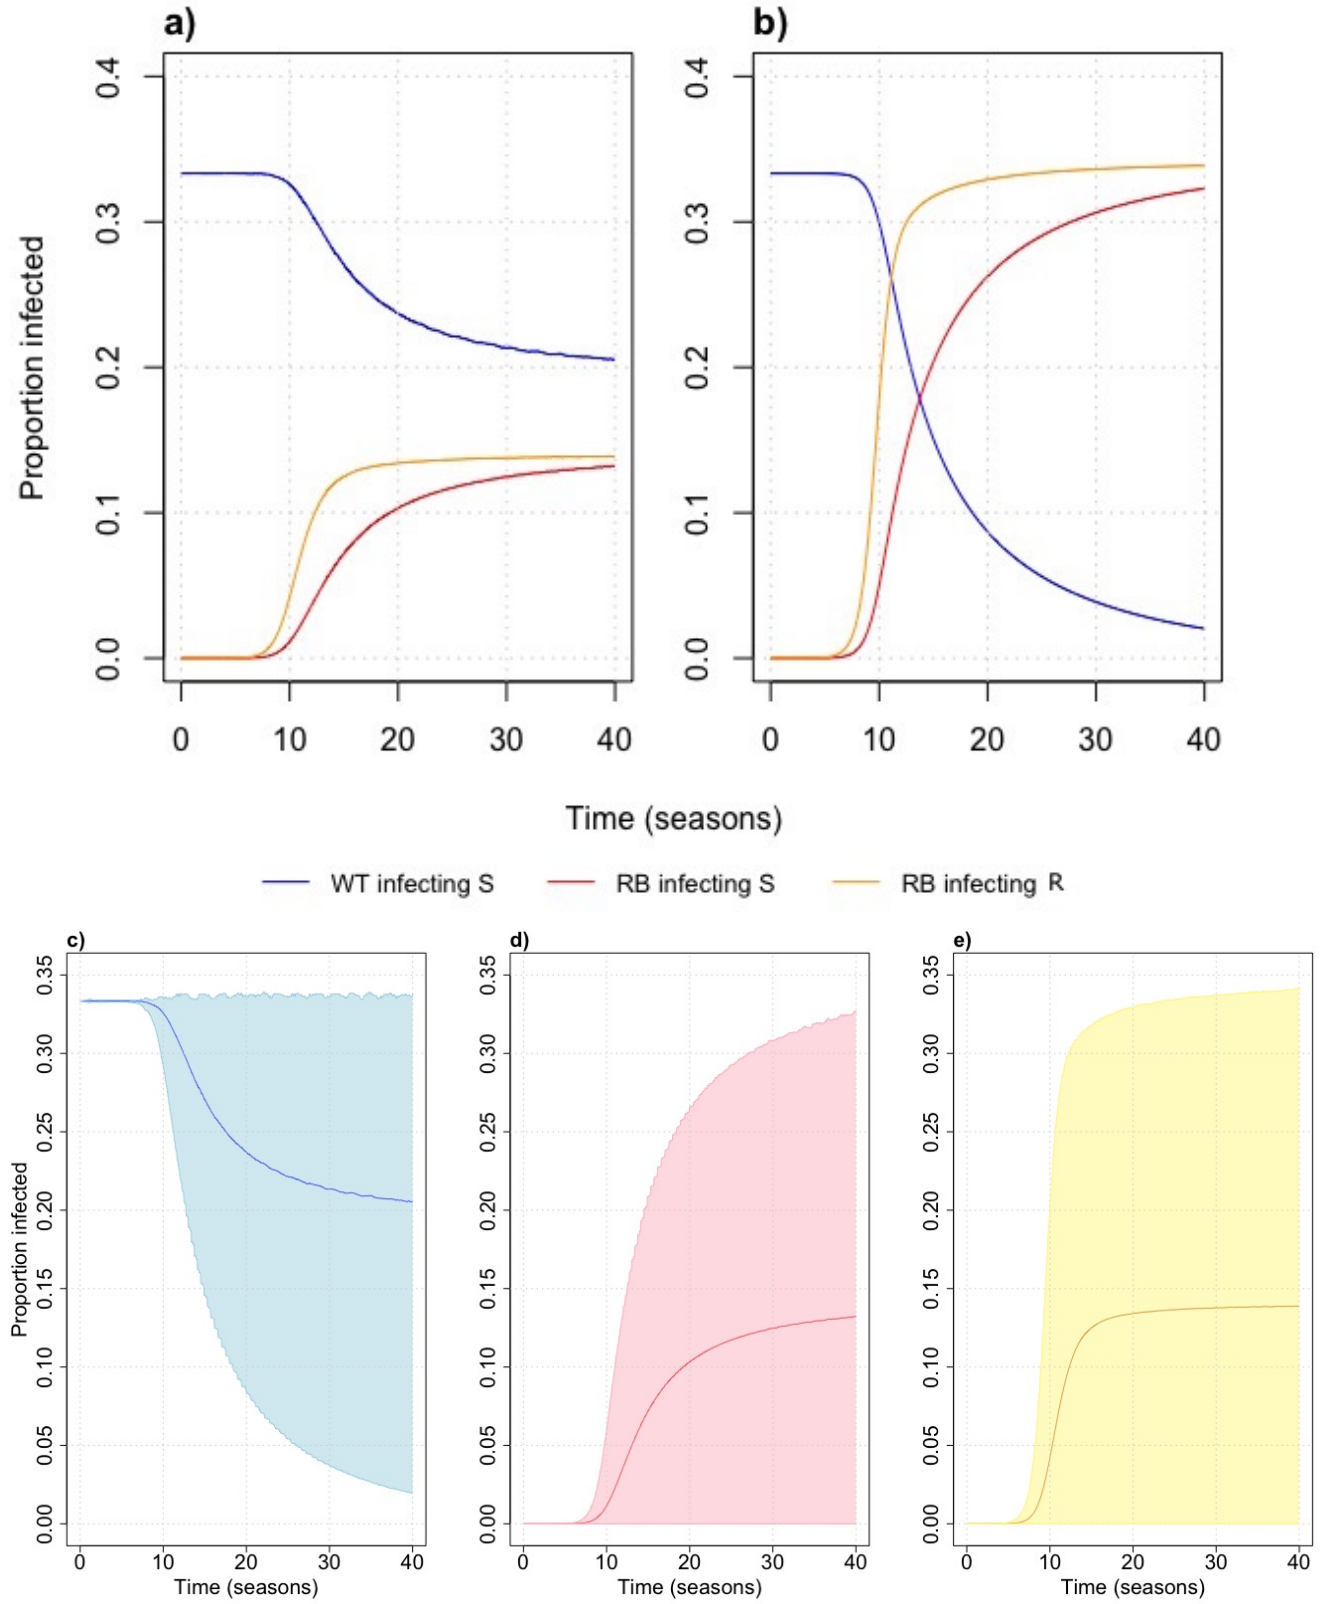 a)
b)
0.4
0.3
0.2
0.1
0.0
0.4
0.3
0.2
0.1
0.0
Proportion infected
0 10 20 30 40
0 10 20 30 40
Time (seasons)
WT infecting S
RB infecting S
RB infecting R
c)
d)
e)
0.35
0.30
0.25
0.20
0.15
0.10
0.05
0.00
Proportion infected
0.35
0.30
0.25
0.20
0.15
0.10
0.05
0.00
0.35
0.30
0.25
0.20
0.15
0.10
0.05
0.00
0 10 20 30 40
0 10 20 30 40
0 10 20 30 40
Time (seasons)
Time (seasons)
Time (seasons)